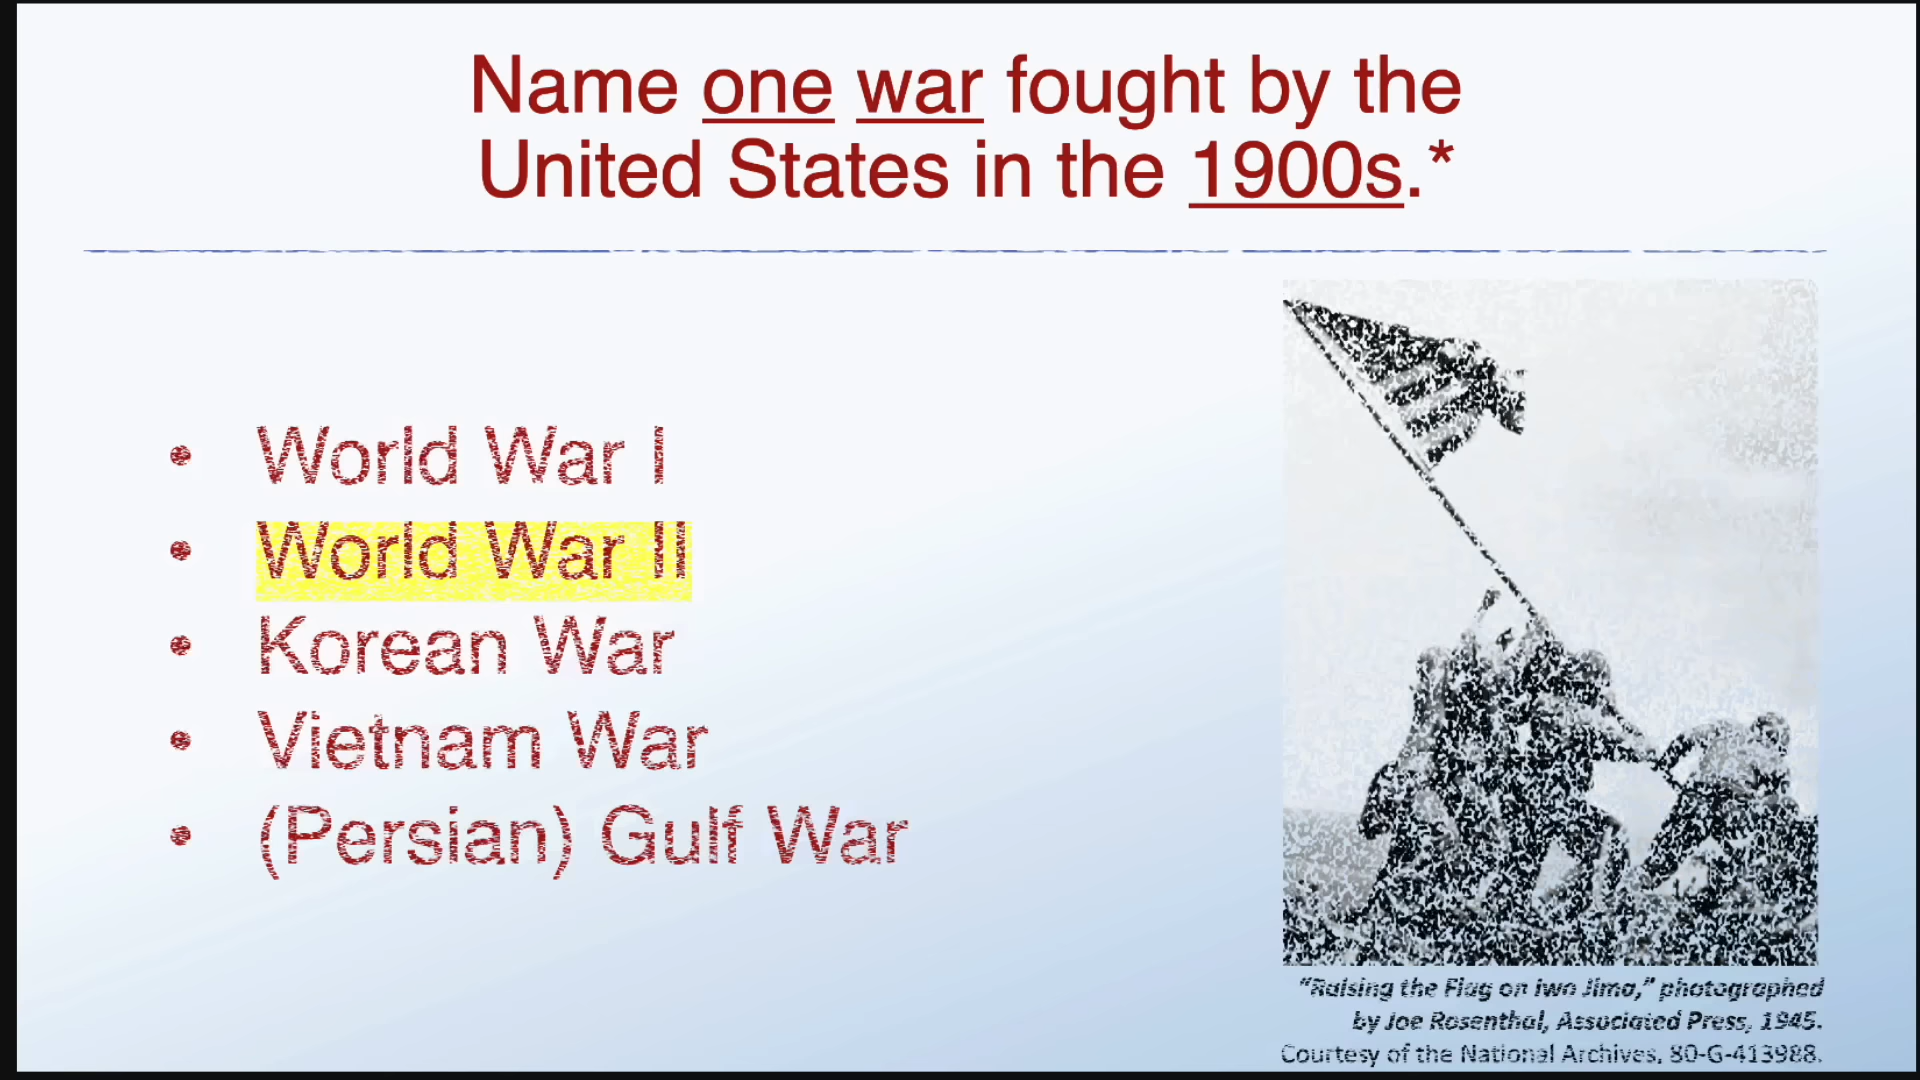 Name one war fought by the
United States in the 1900s.*
• World War I
• World War II
• Korean War
• Vietnam War
• (Persian) Gulf War
"Raising the Flag on Iwo Jima," photographed
by Joe Rosenthal, Associated Press, 1945.
Courtesy of the National Archives, 80-G-413988.